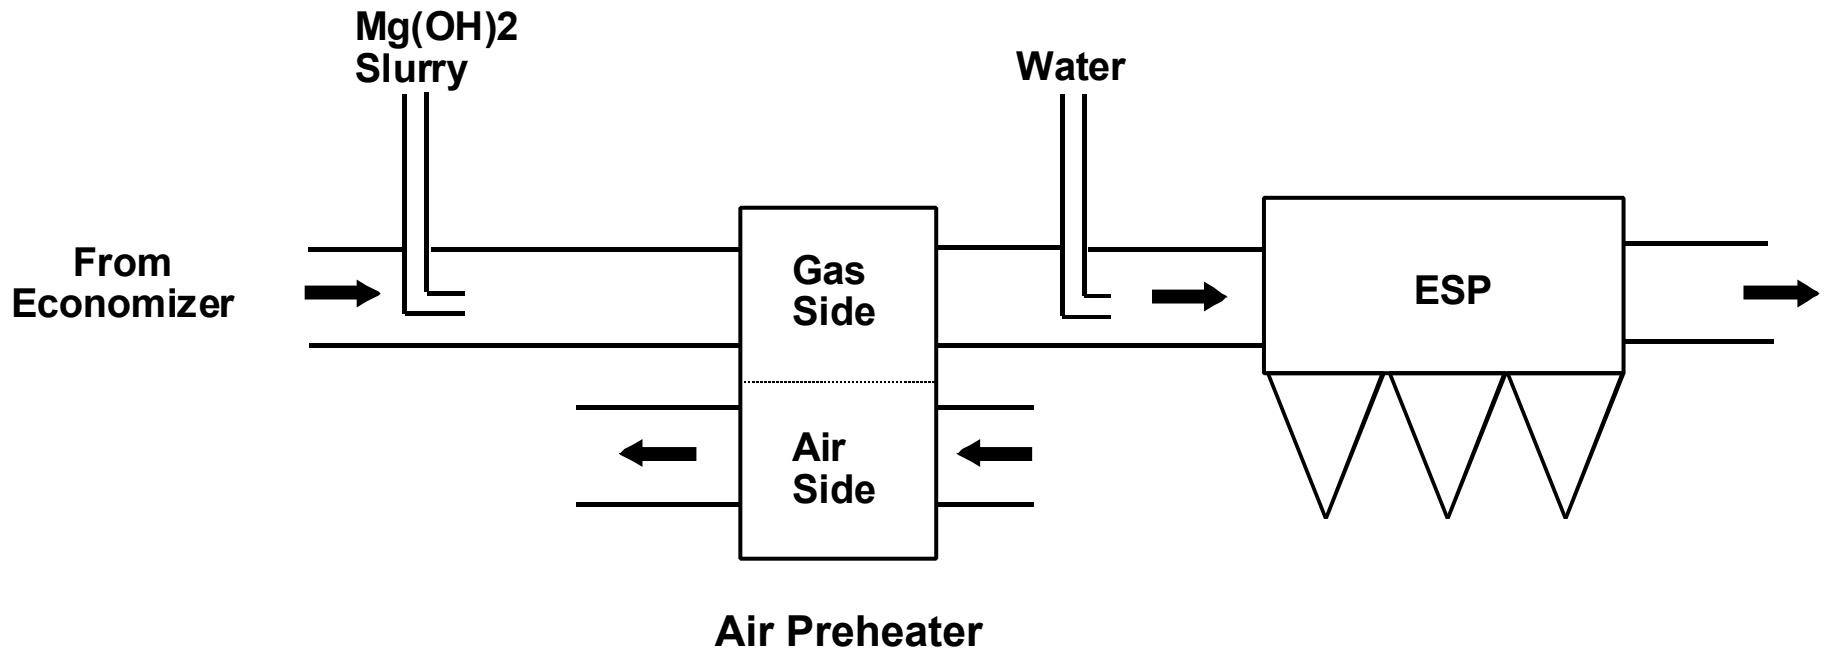 Mg(OH)2
Slurry
Water
From
Economizer
Gas
Side
ESP
Air
Side
Air Preheater